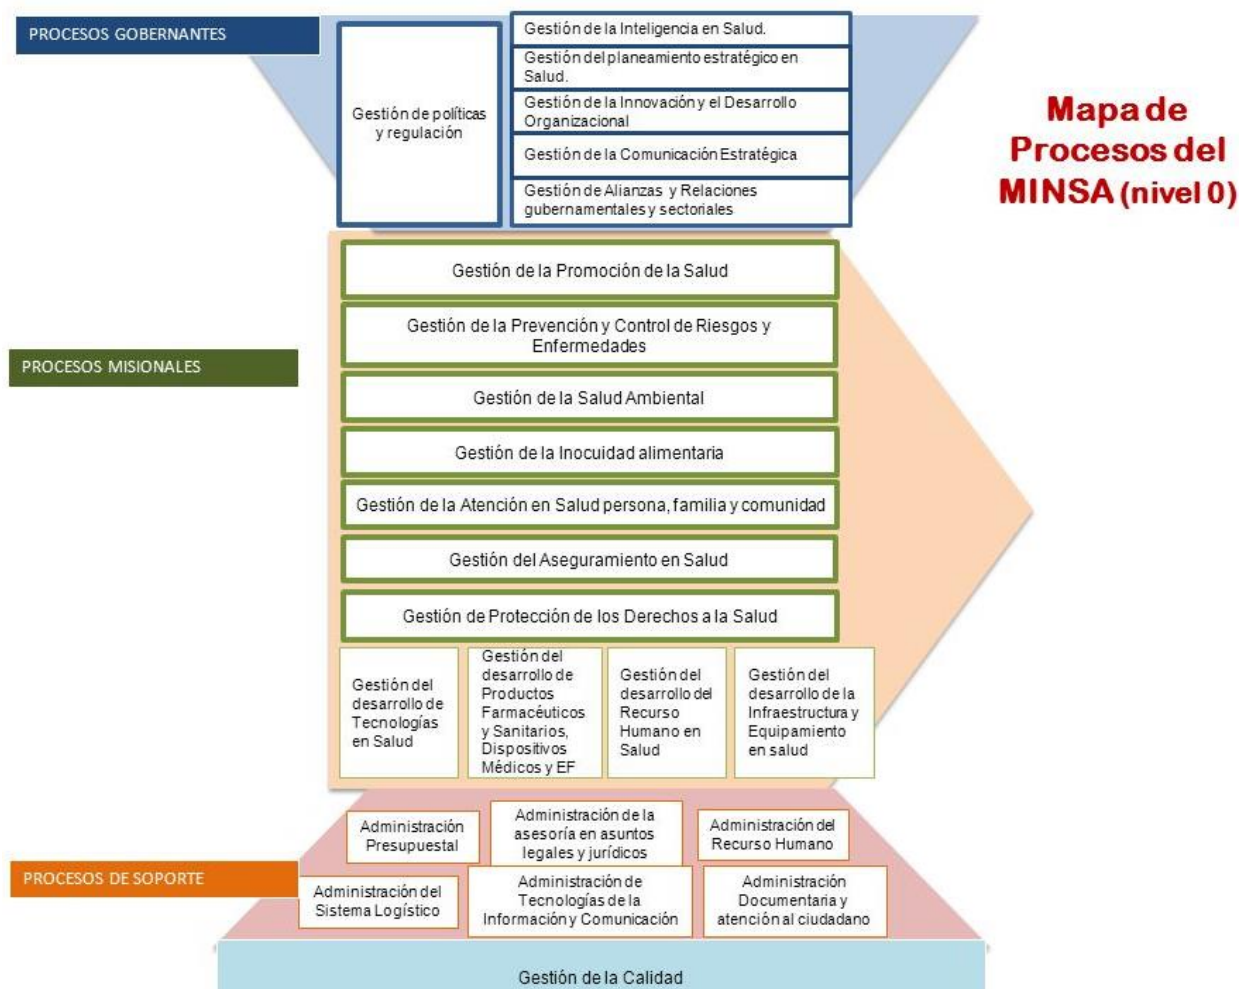 PROCESOS GOBERNANTES
Gestión de políticas
y regulación
Gestión de la Inteligencia en Salud.
Gestión del planeamiento estratégico en
Salud.
Gestión de la Innovación y el Desarrollo
Organizacional
Gestión de la Comunicación Estratégica
Gestión de Alianzas y Relaciones
gubernamentales y sectoriales
Mapa de
Procesos del
MINSA (nivel 0)
PROCESOS MISIONALES
Gestión de la Promoción de la Salud
Gestión de la Prevención y Control de Riesgos y
Enfermedades
Gestión de la Salud Ambiental
Gestión de la Inocuidad alimentaria
Gestión de la Atención en Salud persona, familia y comunidad
Gestión del Aseguramiento en Salud
Gestión de Protección de los Derechos a la Salud
Gestión del
desarrollo de
Tecnologías
en Salud
Gestión del
desarrollo de
Productos
Farmacéuticos
y Sanitarios,
Dispositivos
Médicos y EF
Gestión del
desarrollo del
Recurso
Humano en
Salud
Gestión del
desarrollo de la
Infraestructura y
Equipamiento
en salud
PROCESOS DE SOPORTE
Administración
Presupuestal
Administración de la
asesoría en asuntos
legales y jurídicos
Administración del
Recurso Humano
Administración del
Sistema Logístico
Administración de
Tecnologías de la
Información y Comunicación
Administración
Documentaria y
atención al ciudadano
Gestión de la Calidad